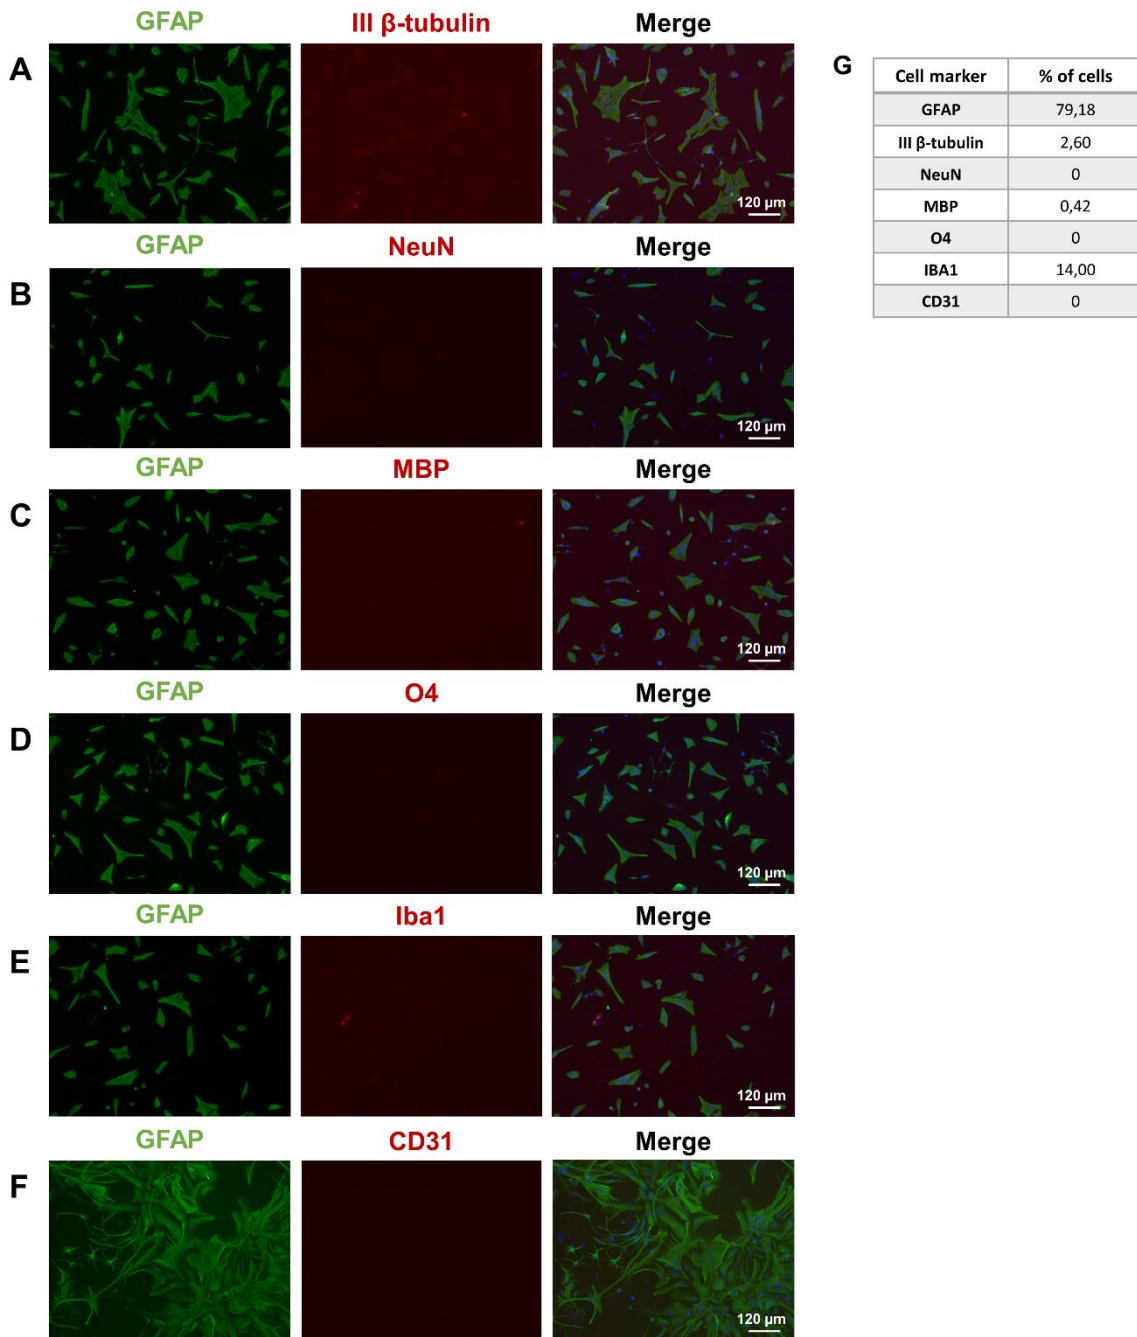 GFAP III β-tubulin Merge
A
120 µm
GFAP NeuN Merge
B
120 µm
GFAP MBP Merge
C
120 µm
GFAP O4 Merge
D
120 µm
GFAP Iba1 Merge
E
120 µm
GFAP CD31 Merge
F
120 µm
G
Cell marker % of cells
GFAP 79,18
III β-tubulin 2,60
NeuN 0
MBP 0,42
O4 0
IBA1 14,00
CD31 0